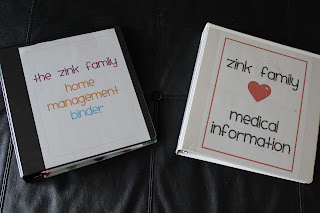 the zink family
home
management
binder
zink family
medical
information